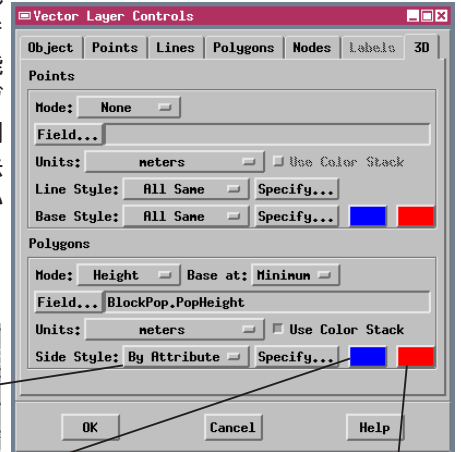 Vector Layer Controls
Object Points Lines Polygons Nodes Labels 3D
Points
Mode: None
Field...
Units: meters Use Color Stack
Line Style: All Same Specify...
Base Style: All Same Specify...
Polygons
Mode: Height Base at: Minimum
Field... BlockPop.PopHeight
Units: meters Use Color Stack
Side Style: By Attribute Specify...
OK Cancel Help